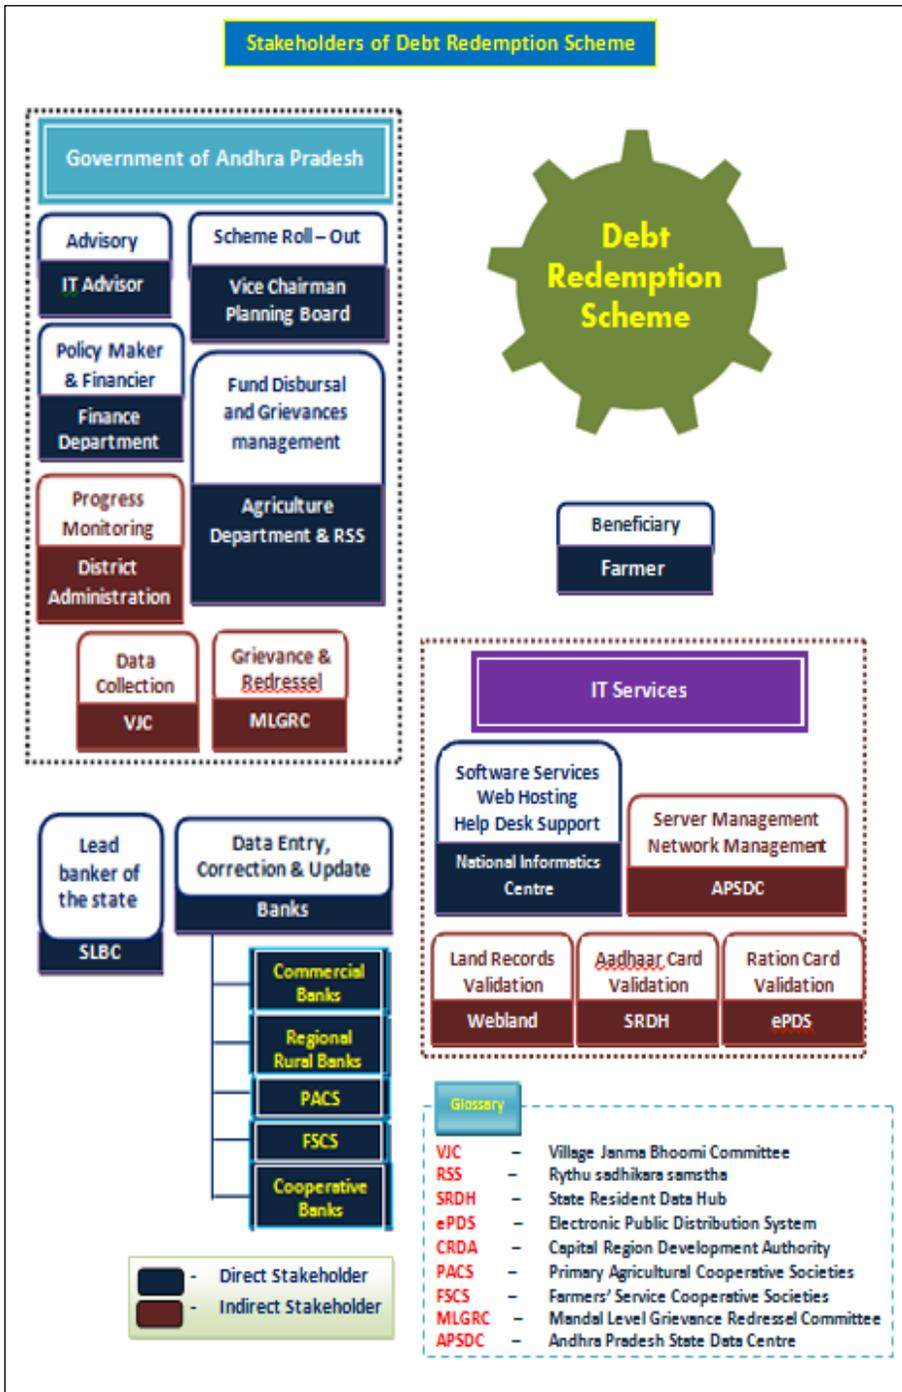 Stakeholders of Debt Redemption Scheme
Government of Andhra Pradesh
Advisory
IT Advisor
Scheme Roll – Out
Vice Chairman
Planning Board
Policy Maker
& Financier
Finance
Department
Fund Disbursal
and Grievances
management
Agriculture
Department & RSS
Progress
Monitoring
District
Administration
Data
Collection
VJC
Grievance &
Redressel
MLGRC
Debt
Redemption
Scheme
Beneficiary
Farmer
IT Services
Software Services
Web Hosting
Help Desk Support
National Informatics
Centre
Server Management
Network Management
APSDC
Land Records
Validation
Webland
Aadhaar Card
Validation
SRDH
Ration Card
Validation
ePDS
Lead
banker of
the state
SLBC
Data Entry,
Correction & Update
Banks
Commercial
Banks
Regional
Rural Banks
PACS
FSCS
Cooperative
Banks
- Direct Stakeholder
- Indirect Stakeholder
Glossary
VJC – Village Janma Bhoomi Committee
RSS – Rythu sadhikara samstha
SRDH – State Resident Data Hub
ePDS – Electronic Public Distribution System
CRDA – Capital Region Development Authority
PACS – Primary Agricultural Cooperative Societies
FSCS – Farmers' Service Cooperative Societies
MLGRC – Mandal Level Grievance Redressel Committee
APSDC – Andhra Pradesh State Data Centre